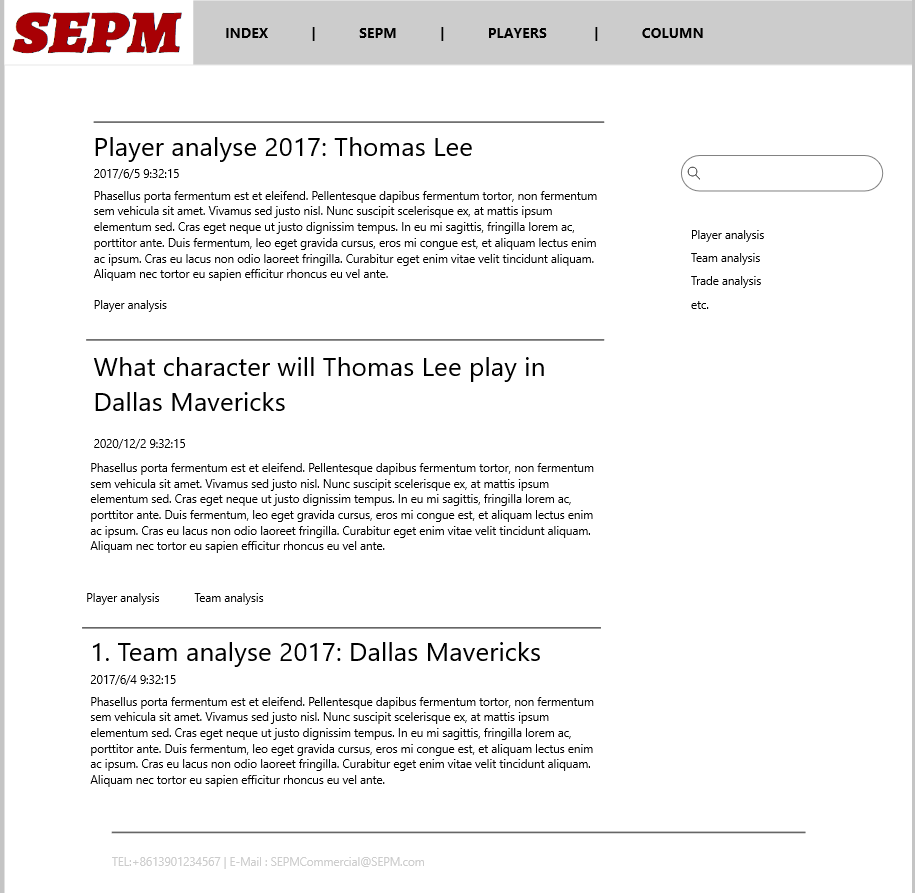 SEPM
INDEX | SEPM | PLAYERS | COLUMN
Player analyse 2017: Thomas Lee
2017/6/5 9:32:15
Phasellus porta fermentum est et eleifend. Pellentesque dapibus fermentum tortor, non fermentum
sem vehicula sit amet. Vivamus sed justo nisl. Nunc suscipit scelerisque ex, at mattis ipsum
elementum sed. Cras eget neque ut justo dignissim tempus. In eu mi sagittis, fringilla lorem ac,
porttitor ante. Duis fermentum, leo eget gravida cursus, eros mi congue est, et aliquam lectus enim
ac ipsum. Cras eu lacus non odio laoreet fringilla. Curabitur eget enim vitae velit tincidunt aliquam.
Aliquam nec tortor eu sapien efficitur rhoncus eu vel ante.
Player analysis
What character will Thomas Lee play in
Dallas Mavericks
2020/12/2 9:32:15
Phasellus porta fermentum est et eleifend. Pellentesque dapibus fermentum tortor, non fermentum
sem vehicula sit amet. Vivamus sed justo nisl. Nunc suscipit scelerisque ex, at mattis ipsum
elementum sed. Cras eget neque ut justo dignissim tempus. In eu mi sagittis, fringilla lorem ac,
porttitor ante. Duis fermentum, leo eget gravida cursus, eros mi congue est, et aliquam lectus enim
ac ipsum. Cras eu lacus non odio laoreet fringilla. Curabitur eget enim vitae velit tincidunt aliquam.
Aliquam nec tortor eu sapien efficitur rhoncus eu vel ante.
Player analysis Team analysis
1. Team analyse 2017: Dallas Mavericks
2017/6/4 9:32:15
Phasellus porta fermentum est et eleifend. Pellentesque dapibus fermentum tortor, non fermentum
sem vehicula sit amet. Vivamus sed justo nisl. Nunc suscipit scelerisque ex, at mattis ipsum
elementum sed. Cras eget neque ut justo dignissim tempus. In eu mi sagittis, fringilla lorem ac,
porttitor ante. Duis fermentum, leo eget gravida cursus, eros mi congue est, et aliquam lectus enim
ac ipsum. Cras eu lacus non odio laoreet fringilla. Curabitur eget enim vitae velit tincidunt aliquam.
Aliquam nec tortor eu sapien efficitur rhoncus eu vel ante.
Player analysis
Team analysis
Trade analysis
etc.
TEL:+8613901234567 | E-Mail : SEPMCommercial@SEPM.com